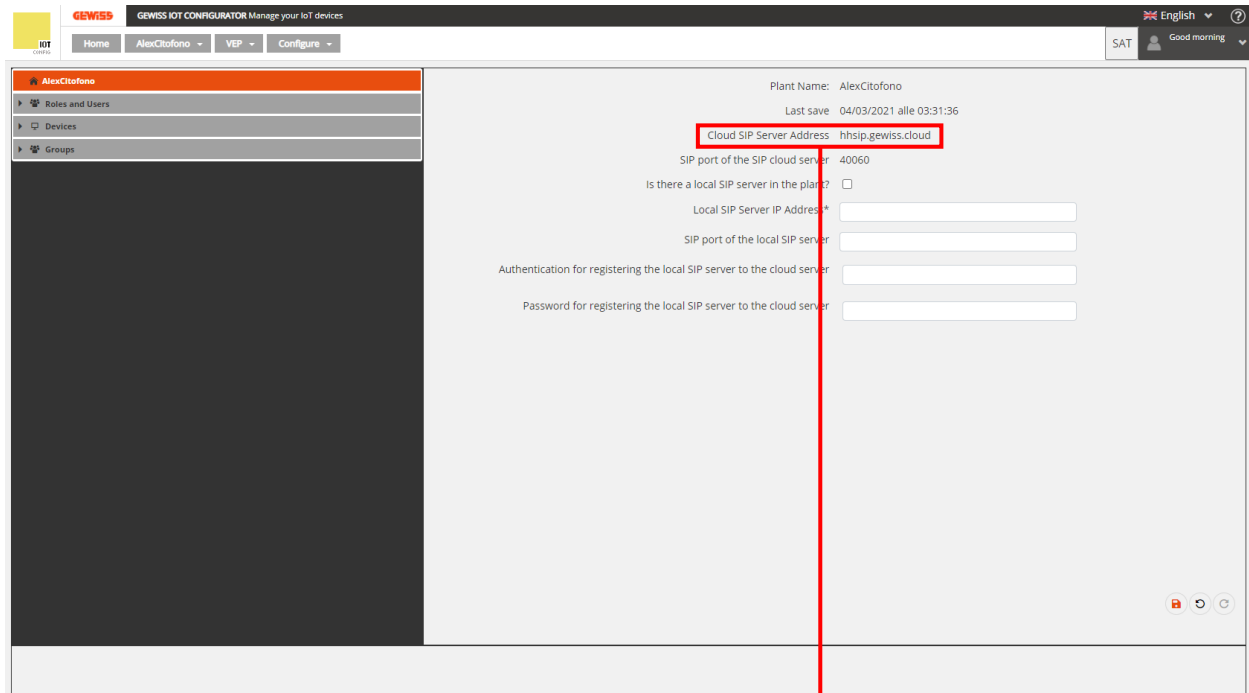 GEWISS GEWISS IOT CONFIGURATOR Manage your IoT devices English ?
IOT
CONFIG
Home AlexCitofono VEP Configure SAT Good morning
AlexCitofono
Roles and Users
Devices
Groups
Plant Name: AlexCitofono
Last save 04/03/2021 alle 03:31:36
Cloud SIP Server Address hhsip.gewiss.cloud
SIP port of the SIP cloud server 40060
Is there a local SIP server in the plant?
Local SIP Server IP Address*
SIP port of the local SIP server
Authentication for registering the local SIP server to the cloud server
Password for registering the local SIP server to the cloud server